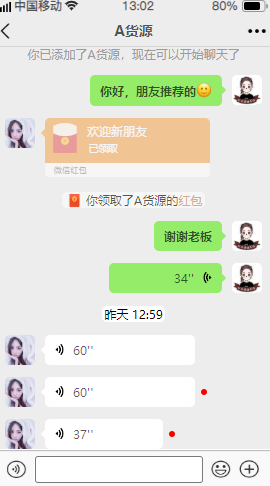 中国移动 13:02 80%
A货源
你已添加了A货源，现在可以开始聊天了
你好，朋友推荐的
欢迎新朋友
已领取
微信红包
你领取了A货源的红包
谢谢老板
34''
昨天 12:59
60''
60''
37''